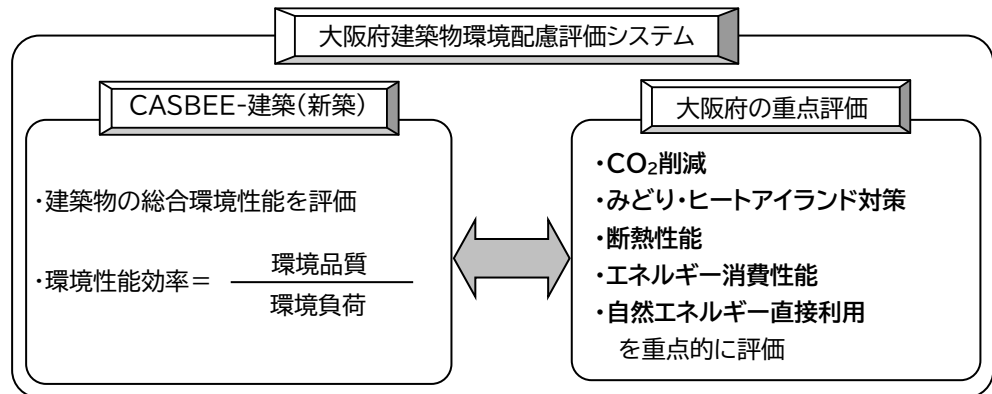 大阪府建築物環境配慮評価システム
CASBEE-建築(新築)
・建築物の総合環境性能を評価
・環境性能効率= 環境品質
環境負荷
大阪府の重点評価
・CO₂削減
・みどり・ヒートアイランド対策
・断熱性能
・エネルギー消費性能
・自然エネルギー直接利用
を重点的に評価